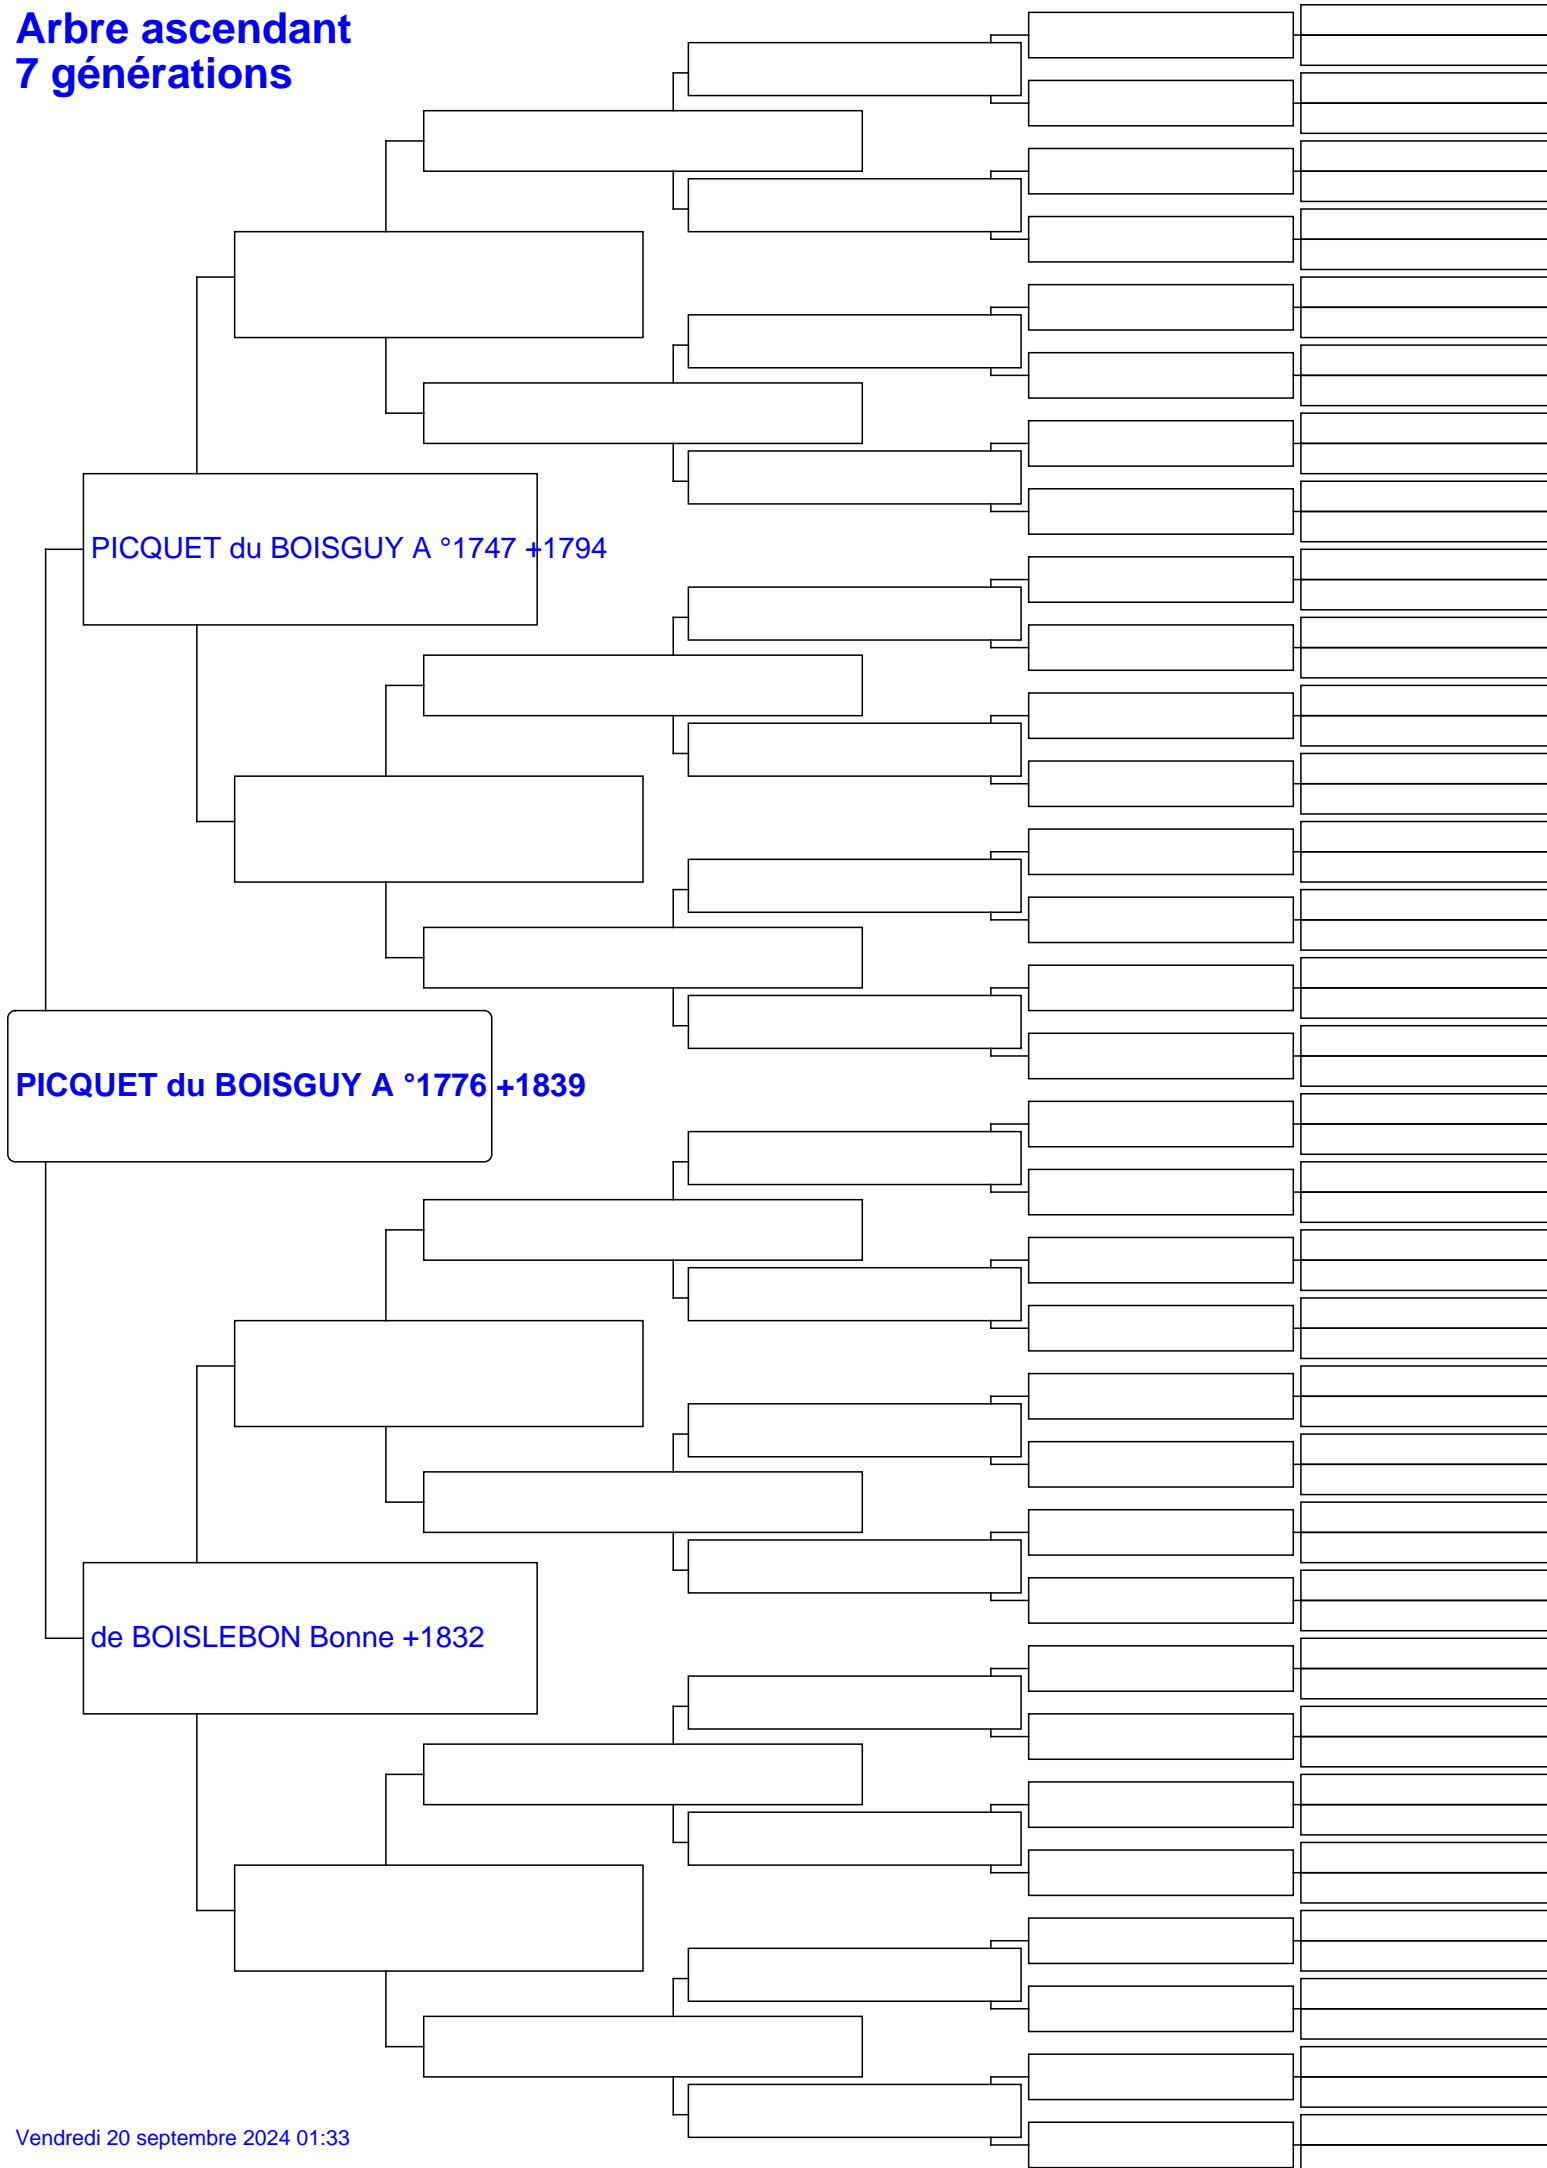 Arbre ascendant
7 générations
PICQUET du BOISGUY A °1747 +1794
PICQUET du BOISGUY A °1776 +1839
de BOISLEBON Bonne +1832
Vendredi 20 septembre 2024 01:33